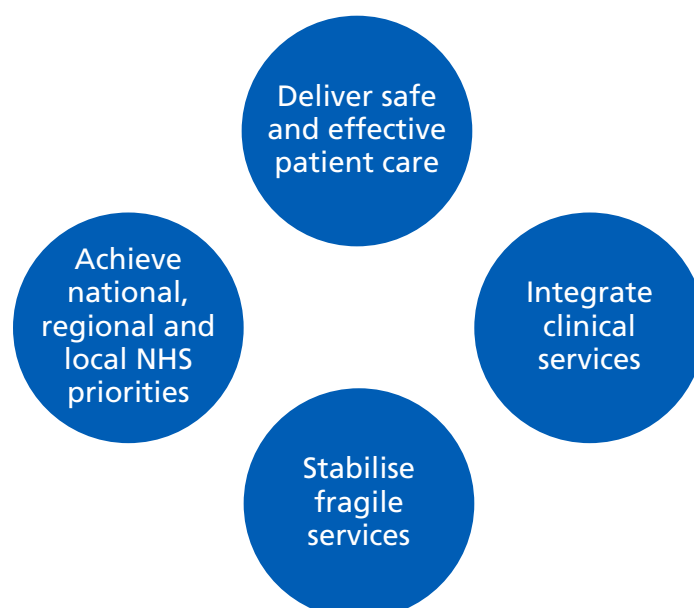 Deliver safe
and effective
patient care
Achieve
national,
regional and
local NHS
priorities
Integrate
clinical
services
Stabilise
fragile
services